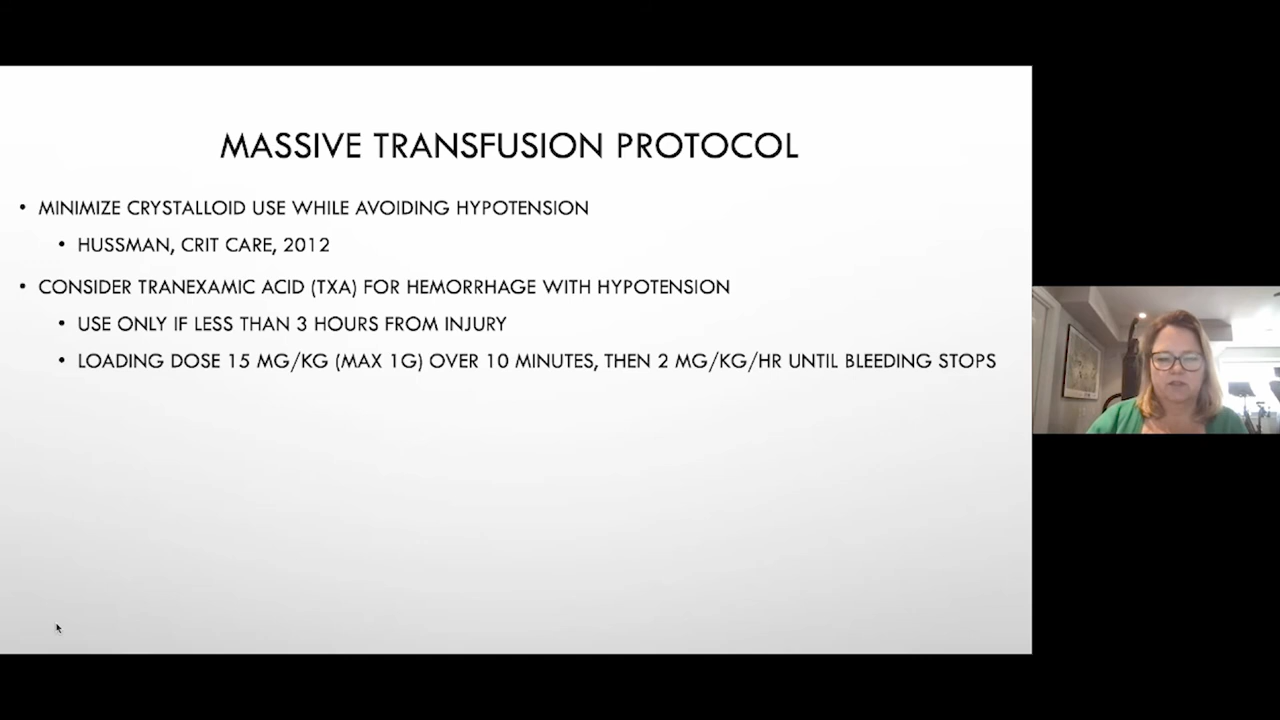 MASSIVE TRANSFUSION PROTOCOL
• MINIMIZE CRYSTALLOID USE WHILE AVOIDING HYPOTENSION
• HUSSMAN, CRIT CARE, 2012
• CONSIDER TRANEXAMIC ACID (TXA) FOR HEMORRHAGE WITH HYPOTENSION
• USE ONLY IF LESS THAN 3 HOURS FROM INJURY
• LOADING DOSE 15 MG/KG (MAX 1G) OVER 10 MINUTES, THEN 2 MG/KG/HR UNTIL BLEEDING STOPS